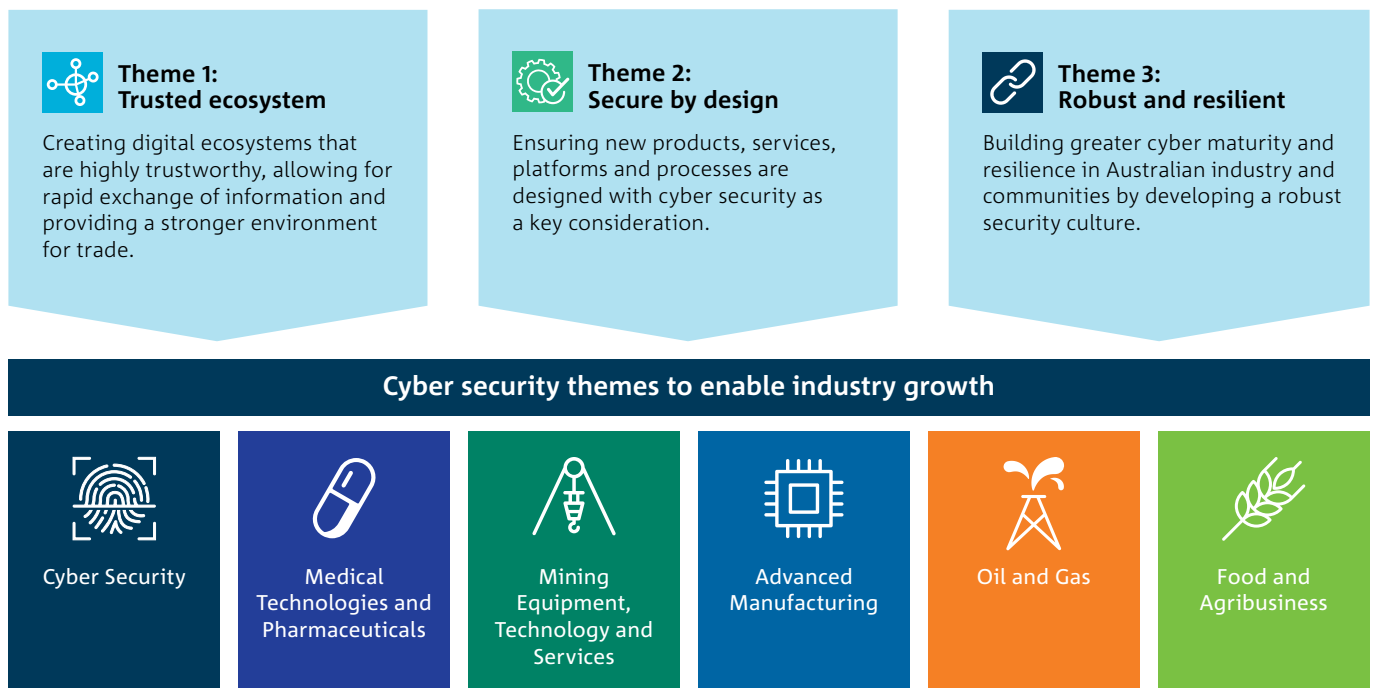 Theme 1:
Trusted ecosystem
Creating digital ecosystems that
are highly trustworthy, allowing for
rapid exchange of information and
providing a stronger environment
for trade.
Theme 2:
Secure by design
Ensuring new products, services,
platforms and processes are
designed with cyber security as
a key consideration.
Theme 3:
Robust and resilient
Building greater cyber maturity and
resilience in Australian industry and
communities by developing a robust
security culture.
Cyber security themes to enable industry growth
Cyber Security
Medical
Technologies and
Pharmaceuticals
Mining
Equipment,
Technology and
Services
Advanced
Manufacturing
Oil and Gas
Food and
Agribusiness